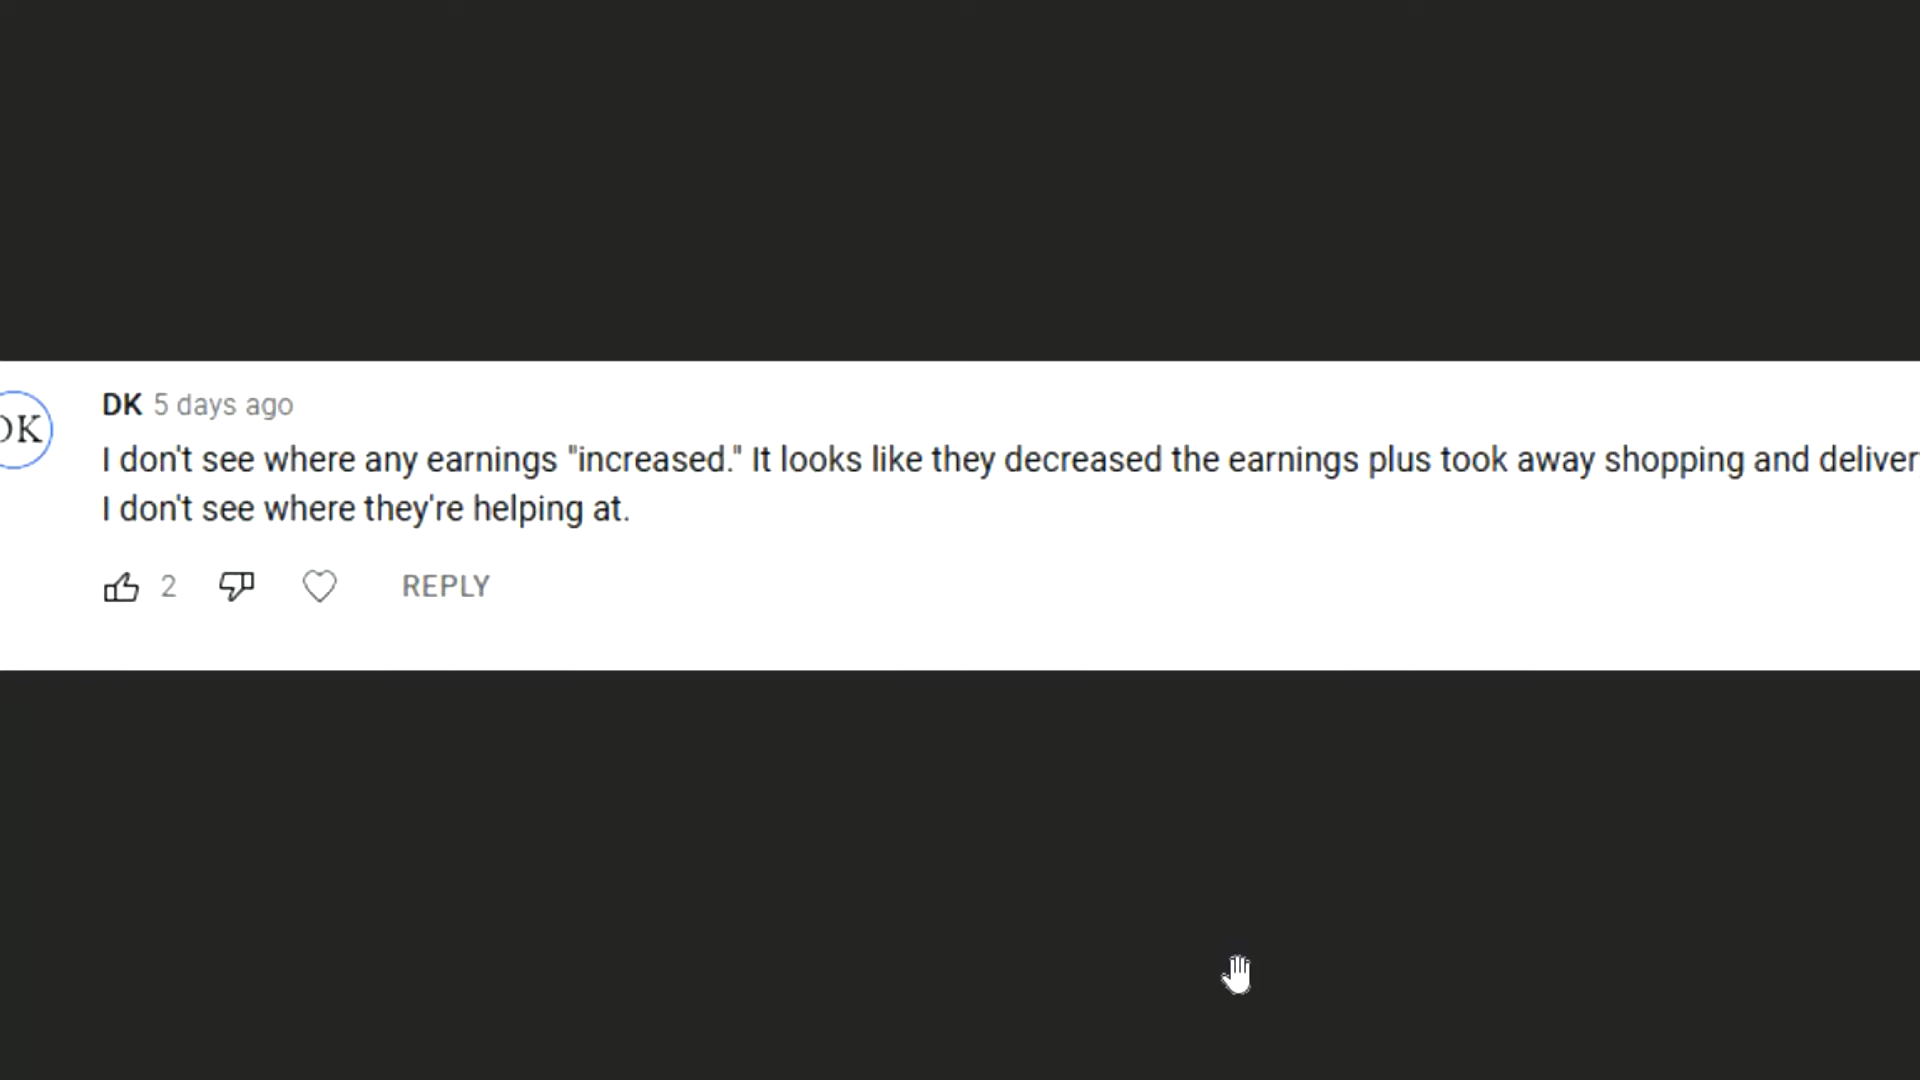 DK
DK 5 days ago
I don't see where any earnings "increased." It looks like they decreased the earnings plus took away shopping and deliver
I don't see where they're helping at.
2 REPLY